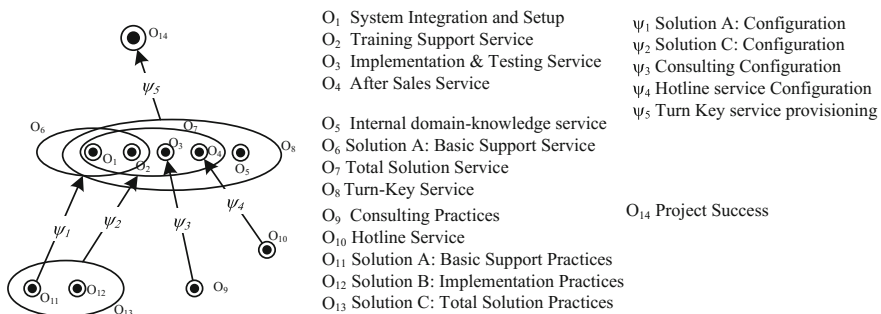 O14
ψ5
O6
O7
O8
O1
O2
O3
O4
O5
ψ1
ψ2
ψ3
ψ4
O10
O11
O12
O9
O13
O1 System Integration and Setup
O2 Training Support Service
O3 Implementation & Testing Service
O4 After Sales Service
O5 Internal domain-knowledge service
O6 Solution A: Basic Support Service
O7 Total Solution Service
O8 Turn-Key Service
O9 Consulting Practices
O10 Hotline Service
O11 Solution A: Basic Support Practices
O12 Solution B: Implementation Practices
O13 Solution C: Total Solution Practices
ψ1 Solution A: Configuration
ψ2 Solution C: Configuration
ψ3 Consulting Configuration
ψ4 Hotline service Configuration
ψ5 Turn Key service provisioning
O14 Project Success